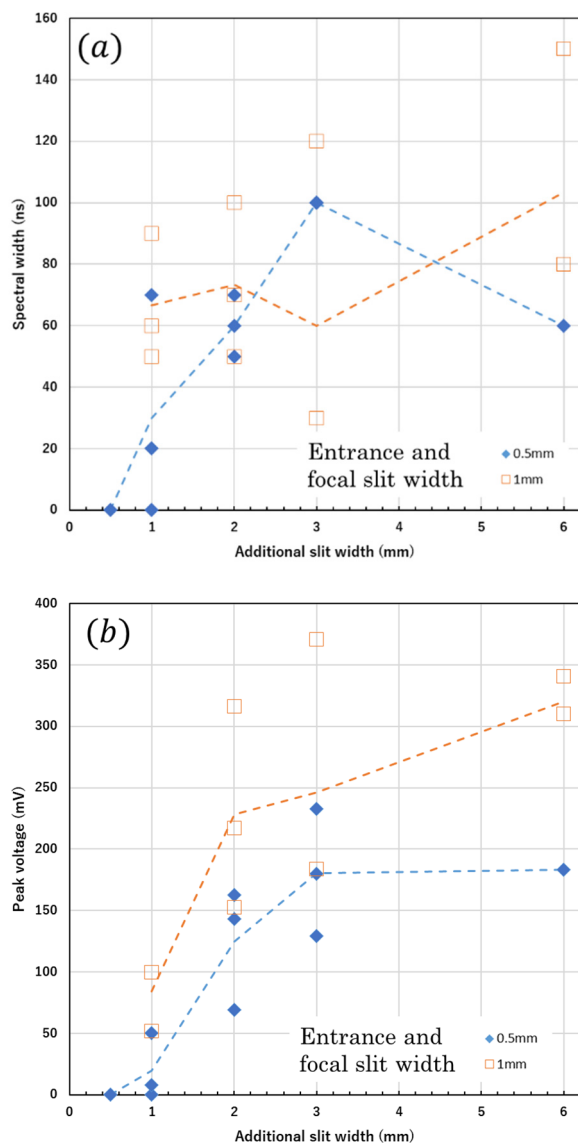 (a)
160
140
120
100
80
60
40
20
0
Spectral width (ns)
Entrance and
focal slit width
0.5mm
1mm
0 1 2 3 4 5 6
Additional slit width (mm)
(b)
400
350
300
250
200
150
100
50
0
Peak voltage (mV)
Entrance and
focal slit width
0.5mm
1mm
0 1 2 3 4 5 6
Additional slit width (mm)